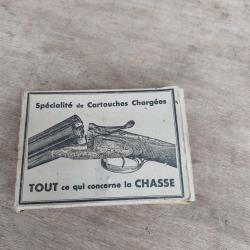 Spécialité de Cartouches Chargées
TOUT ce qui concerne la CHASSE